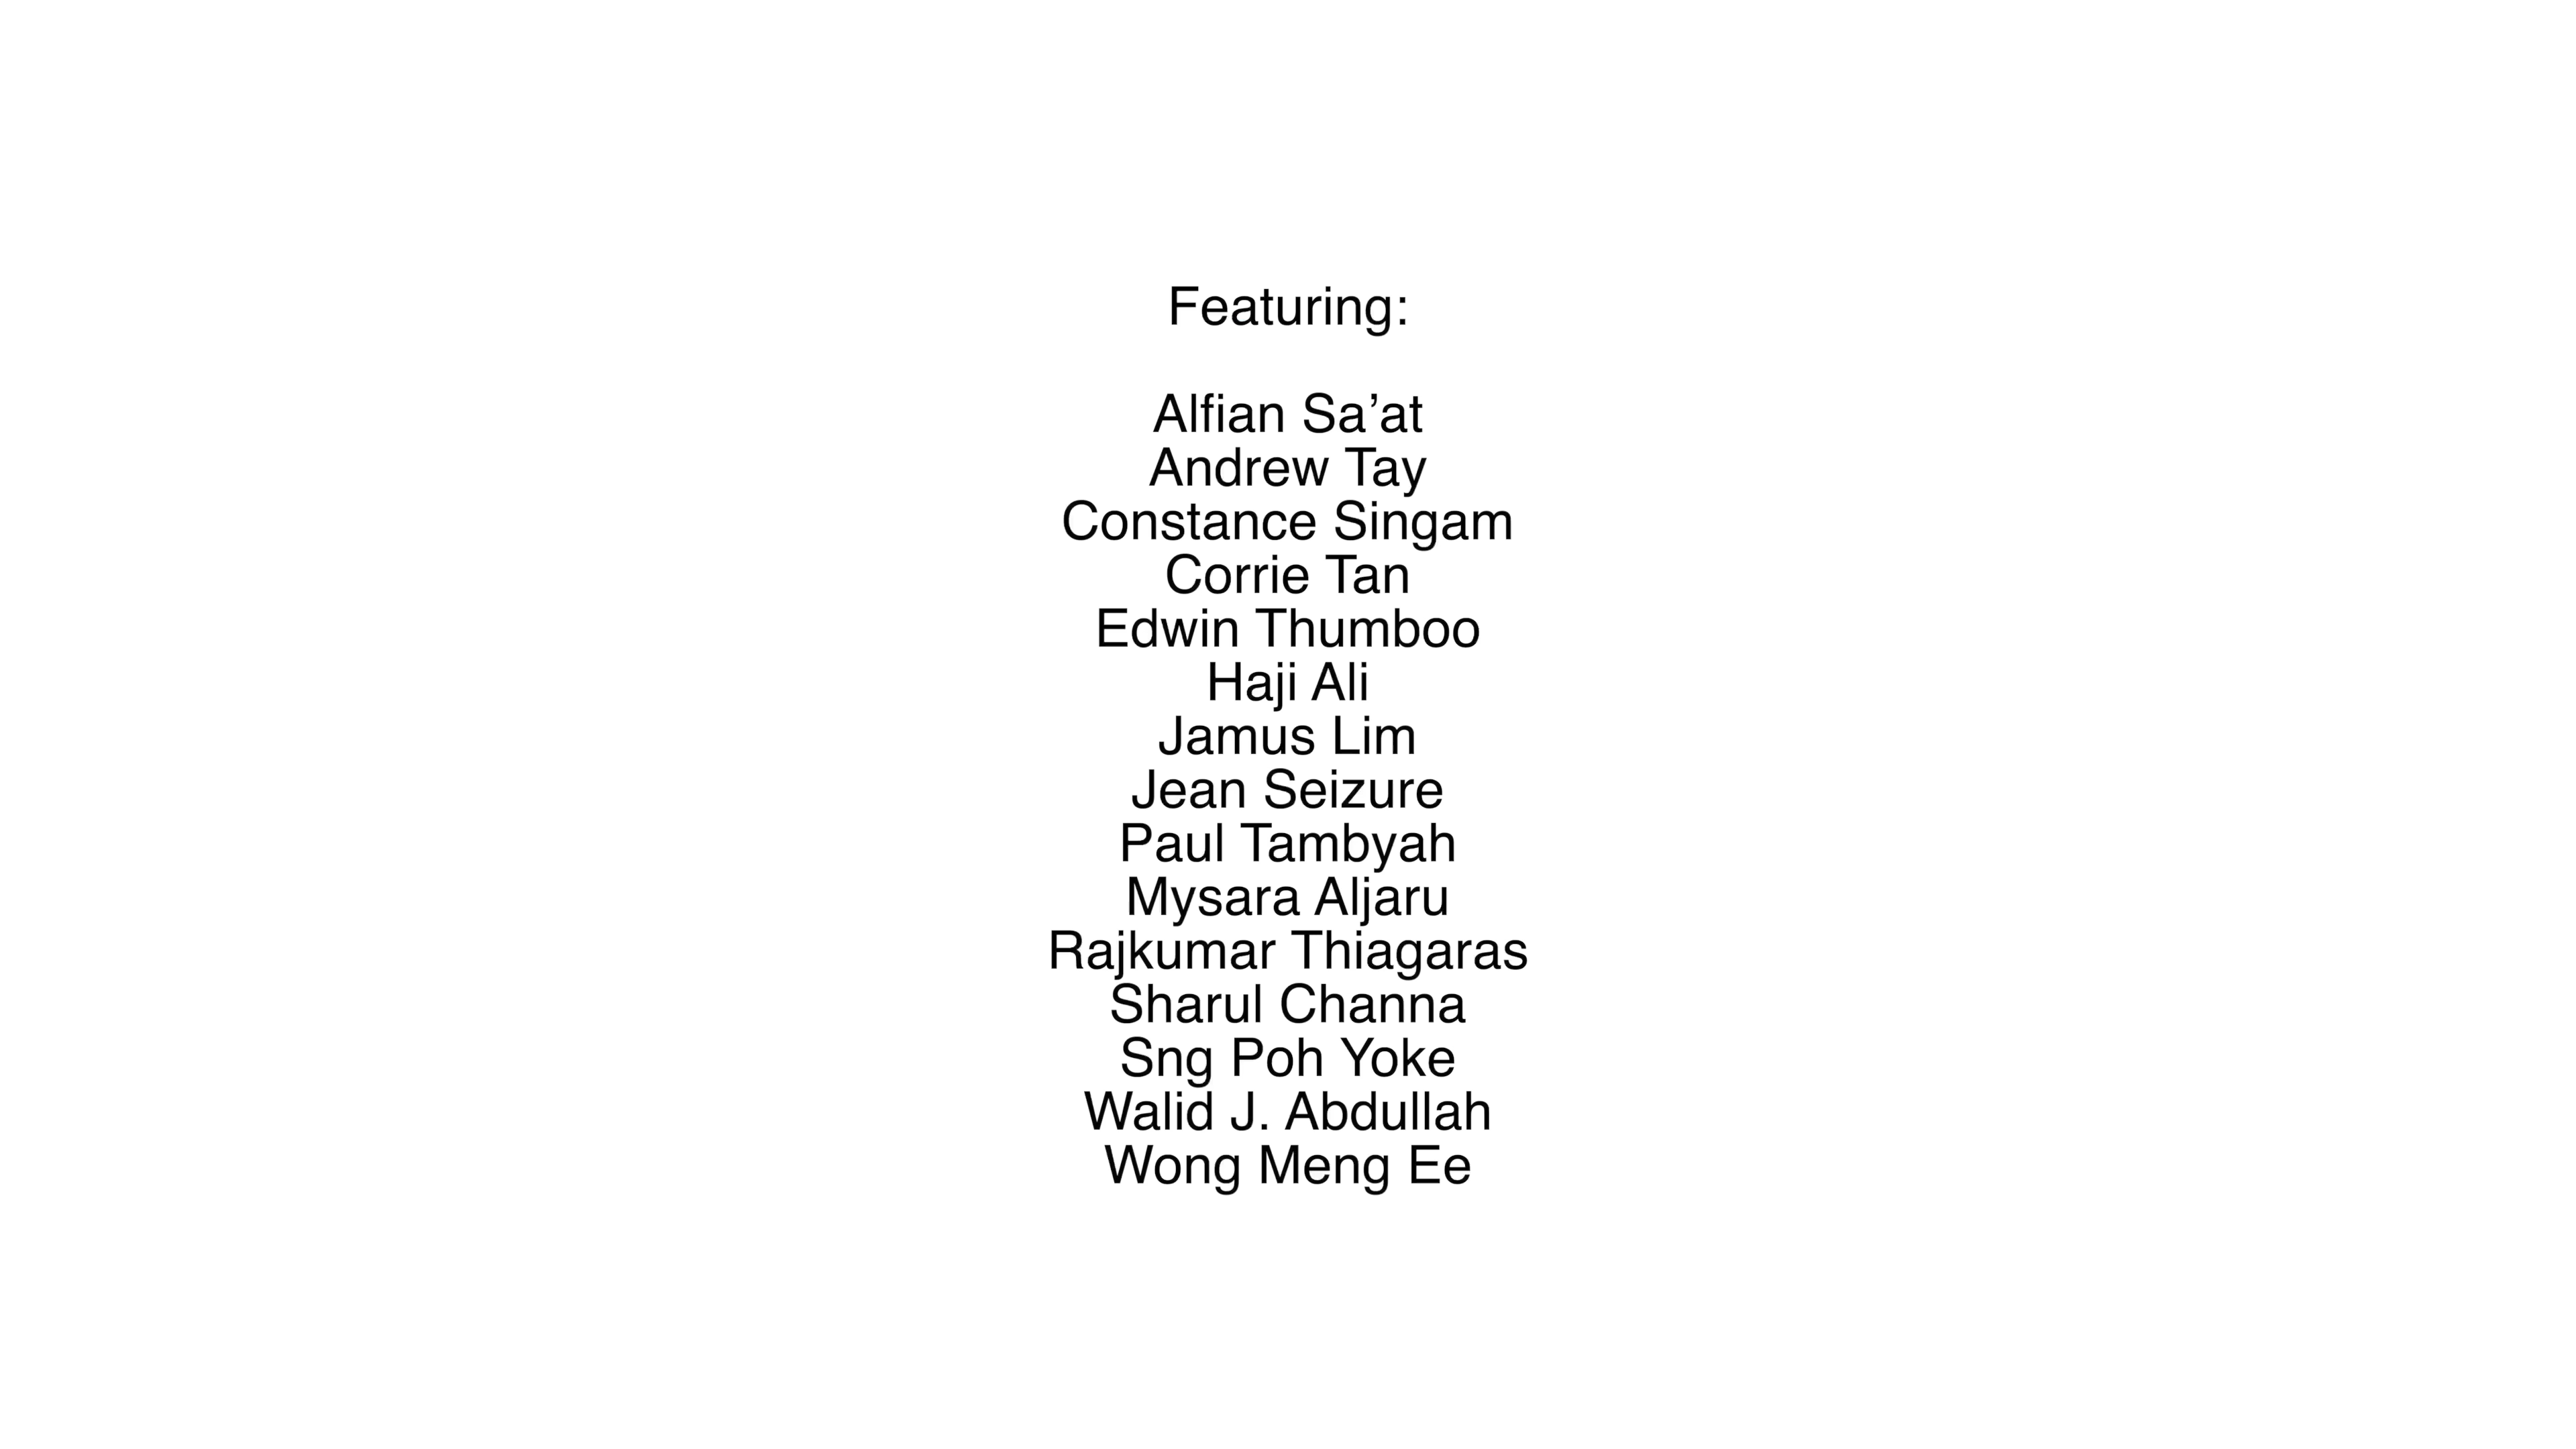 Featuring:
Alfian Sa’at
Andrew Tay
Constance Singam
Corrie Tan
Edwin Thumboo
Haji Ali
Jamus Lim
Jean Seizure
Paul Tambyah
Mysara Aljaru
Rajkumar Thiagaras
Sharul Channa
Sng Poh Yoke
Walid J. Abdullah
Wong Meng Ee